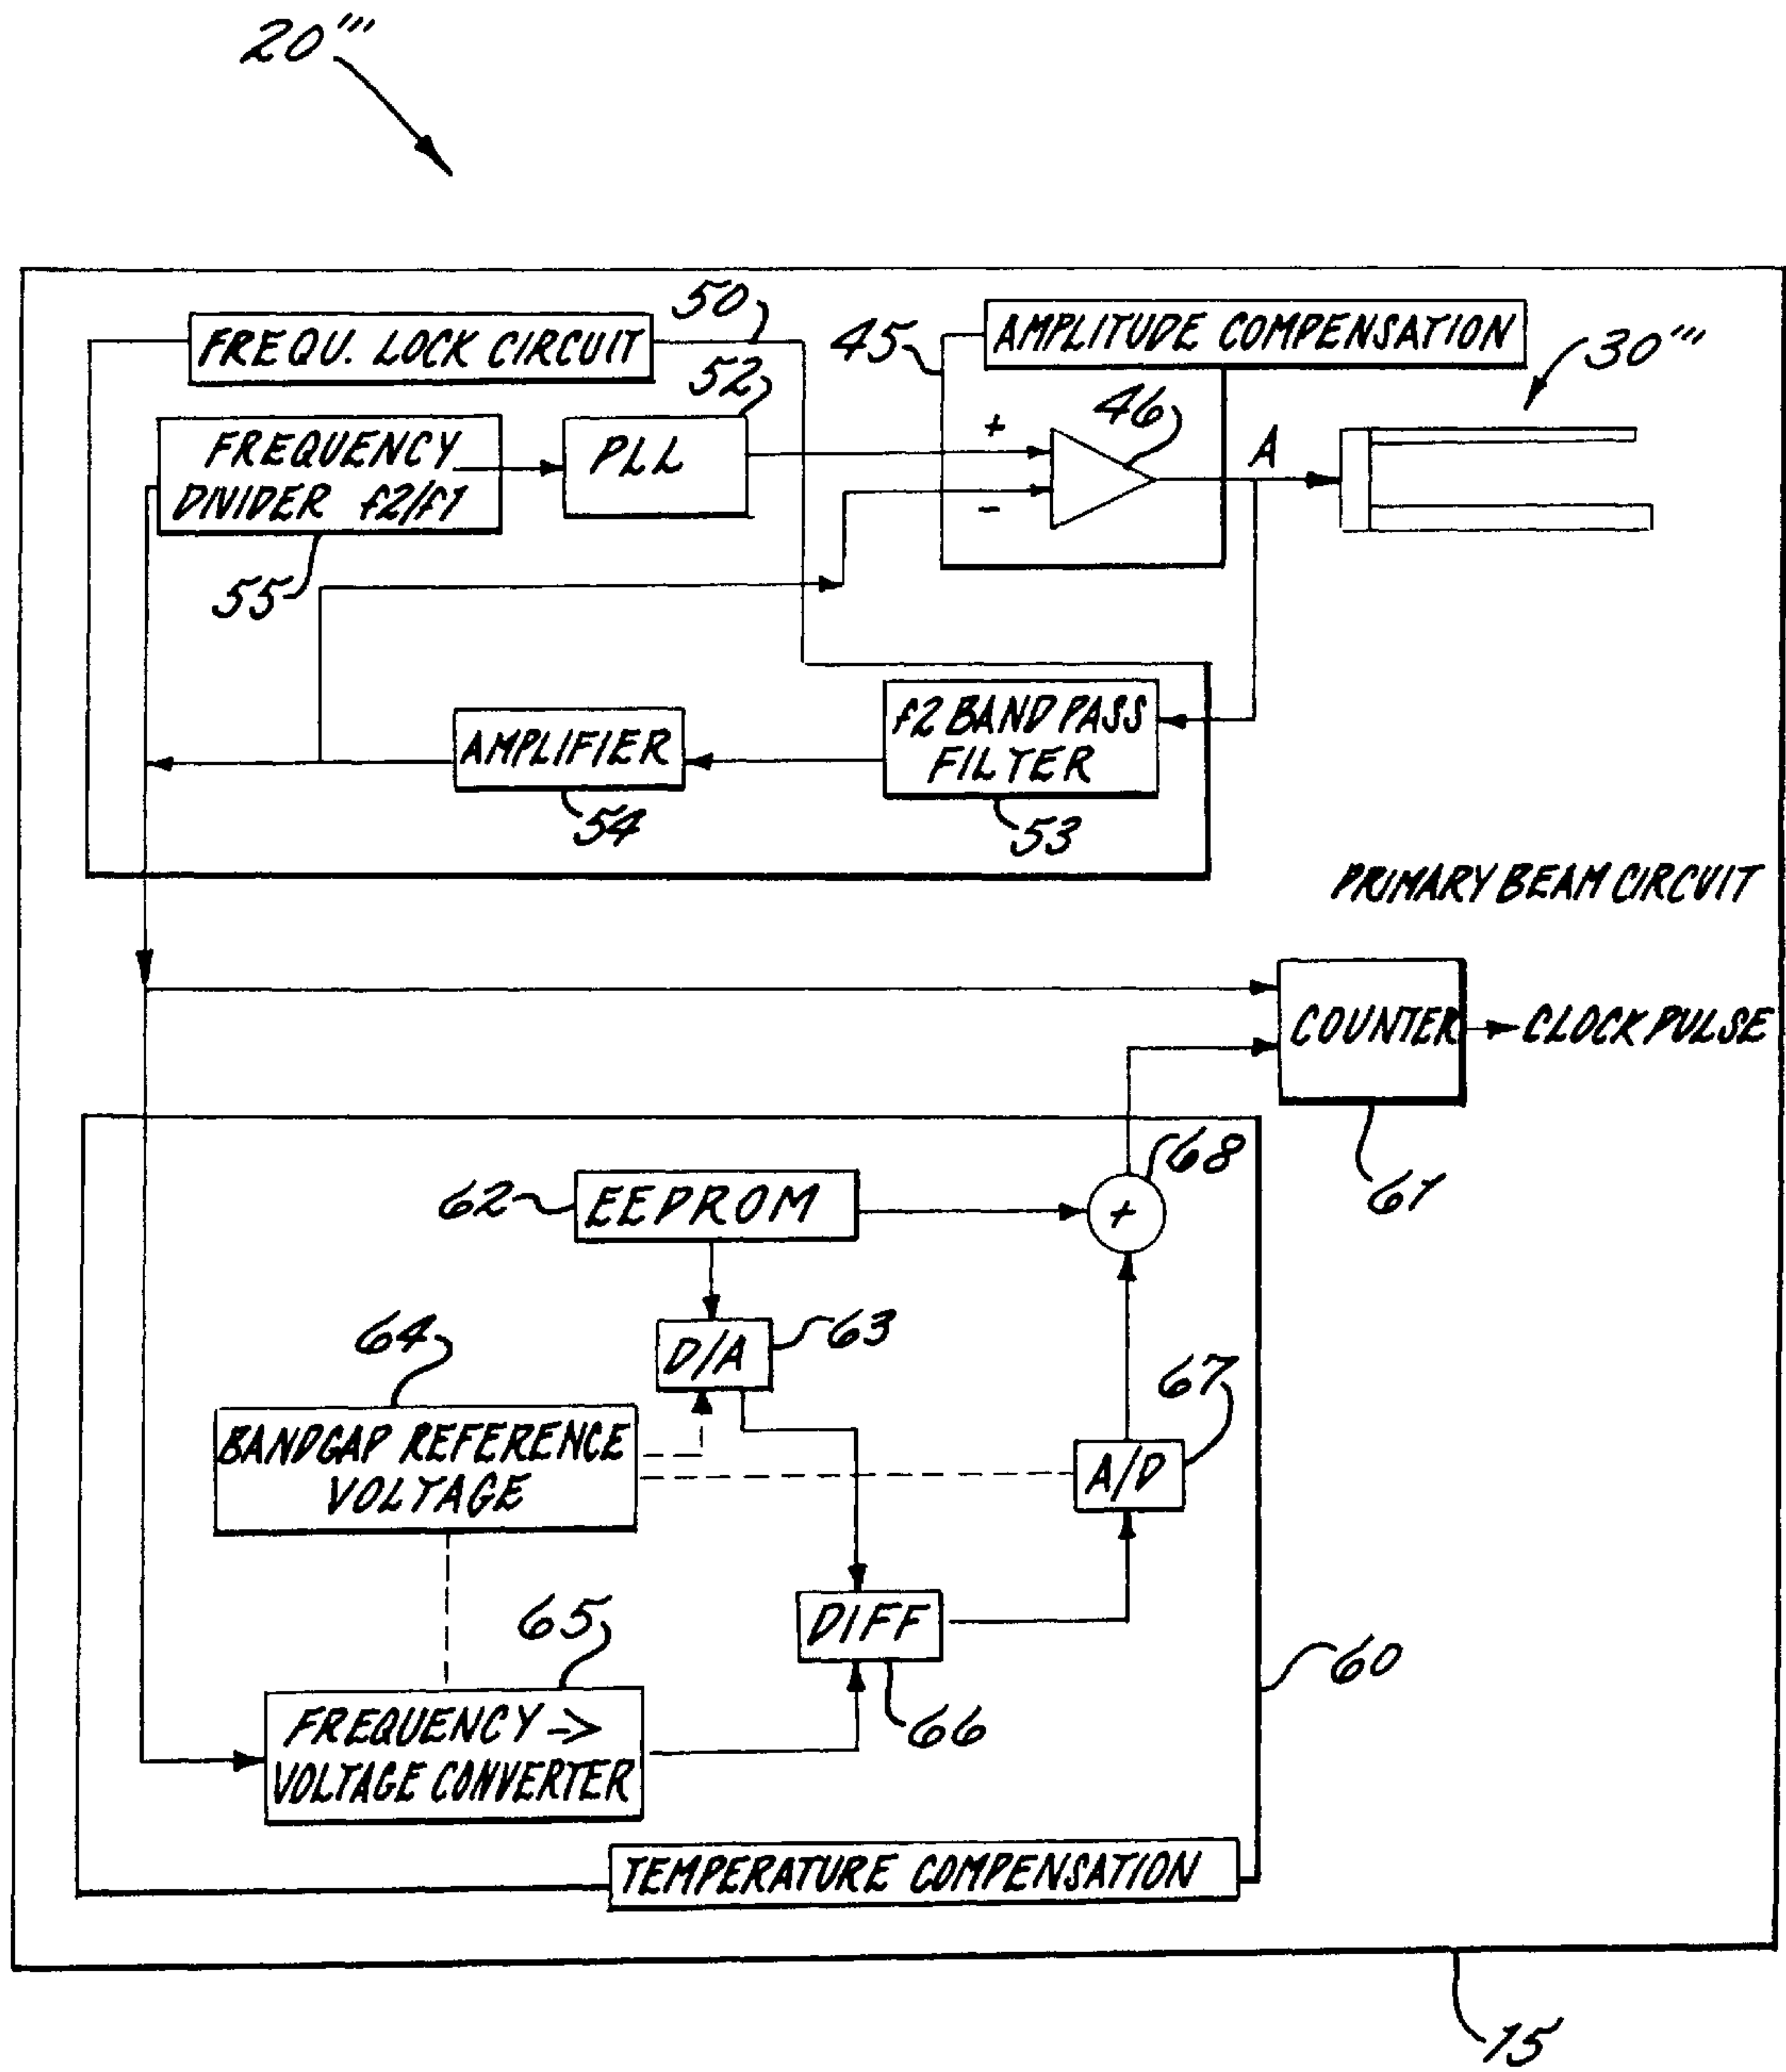 20'''
50
FREQU. LOCK CIRCUIT
45
AMPLITUDE COMPENSATION
30'''
52
46
FREQUENCY
DIVIDER f2/f1
PLL
+
-
A
55
f2 BAND PASS
FILTER
AMPLIFIER
54
53
PRIMARY BEAM CIRCUIT
COUNTER
CLOCK PULSE
61
68
62
EEPROM
+
64
D/A
63
67
BANDGAP REFERENCE
VOLTAGE
A/D
65
DIFF
60
66
FREQUENCY ->
VOLTAGE CONVERTER
TEMPERATURE COMPENSATION
15